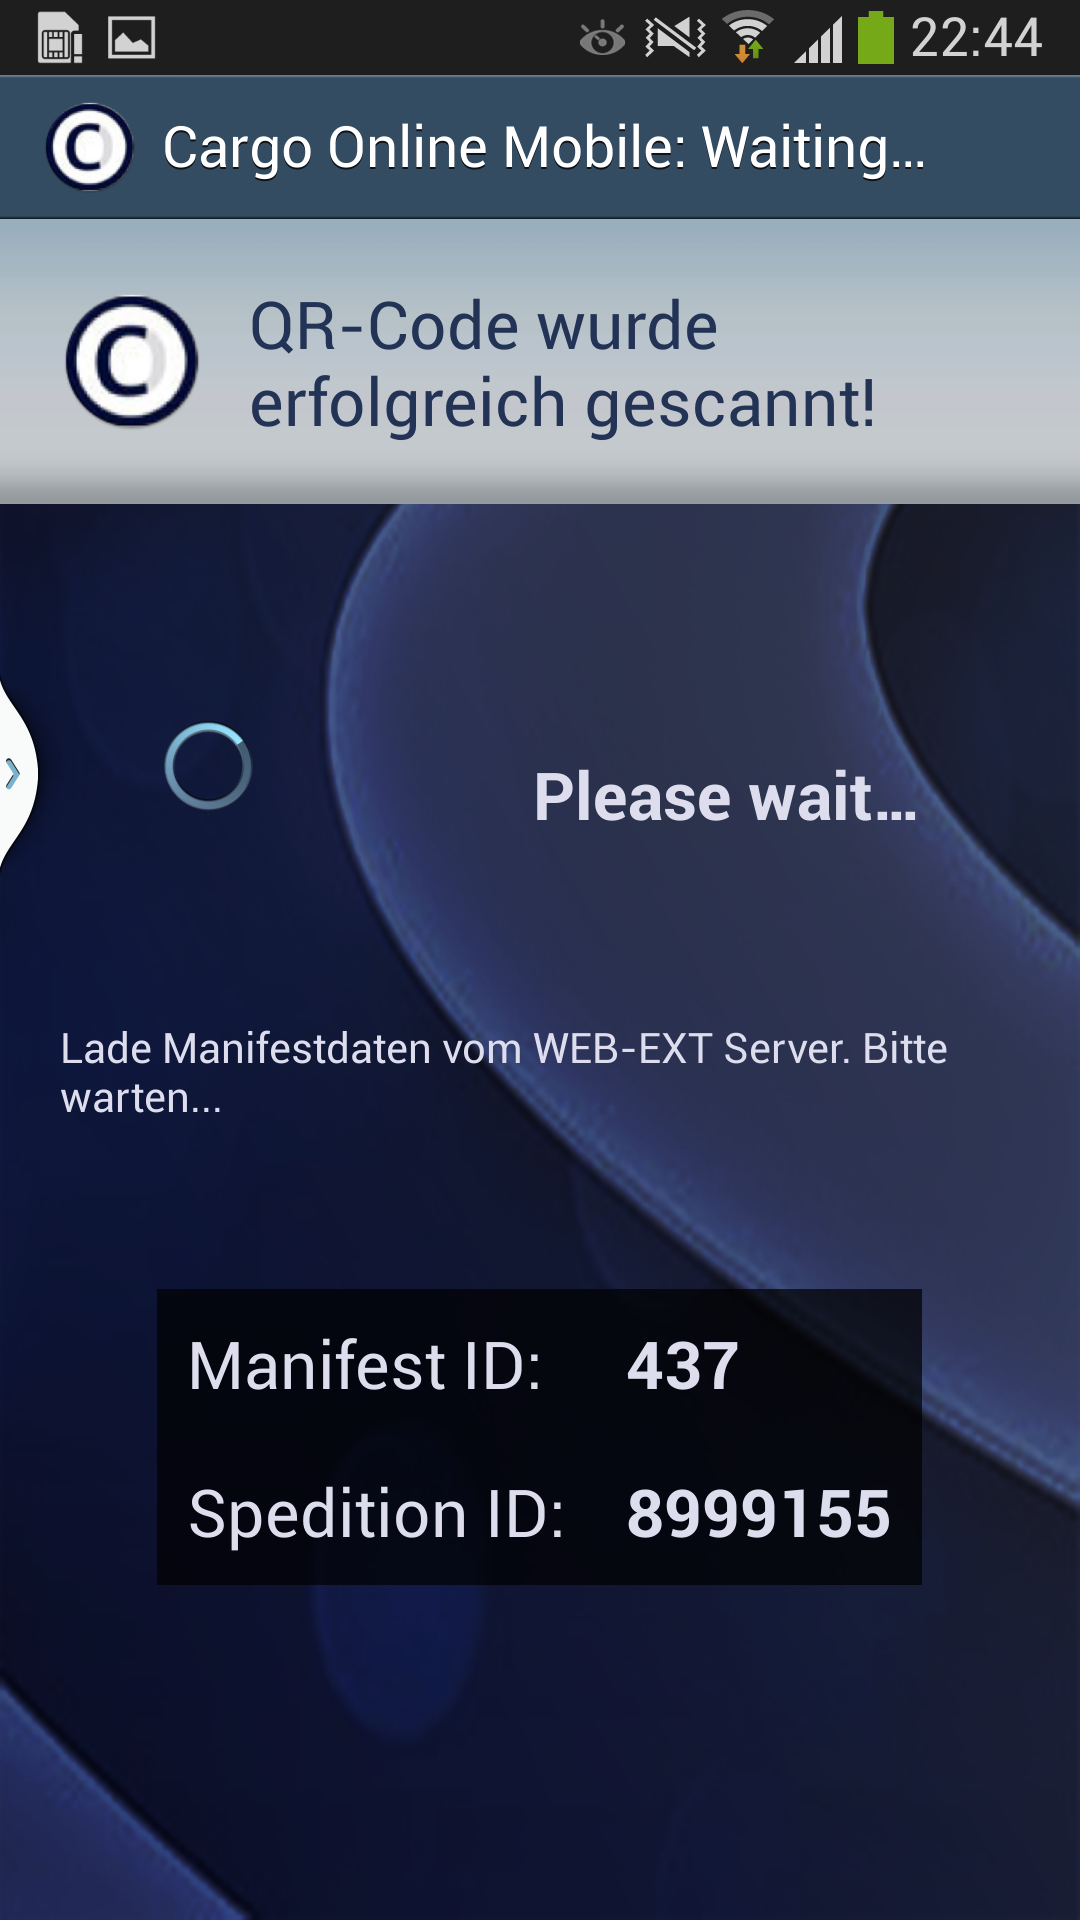 22:44
Cargo Online Mobile: Waiting...
QR-Code wurde
erfolgreich gescannt!
Please wait...
Lade Manifestdaten vom WEB-EXT Server. Bitte
warten...
Manifest ID: 437
Spedition ID: 8999155